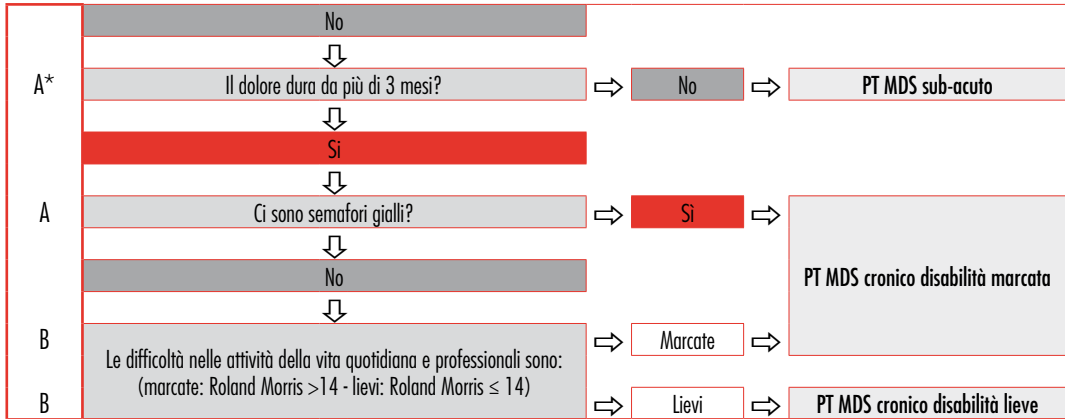 No
A*
Il dolore dura da più di 3 mesi?
No
PT MDS sub-acuto
Si
A
Ci sono semafori gialli?
Sì
PT MDS cronico disabilità marcata
No
B
Le difficoltà nelle attività della vita quotidiana e professionali sono:
(marcate: Roland Morris >14 - lievi: Roland Morris ≤ 14)
Marcate
B
Lievi
PT MDS cronico disabilità lieve